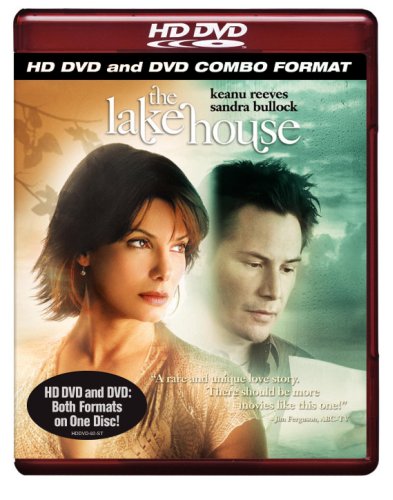 HD DVD
HD DVD and DVD COMBO FORMAT
keanu reeves
sandra bullock
the
lake house
"A rare and unique love story.
There should be more
movies like this one!"
– Jim Ferguson, ABC-TV
HD DVD and DVD:
Both Formats
on One Disc!